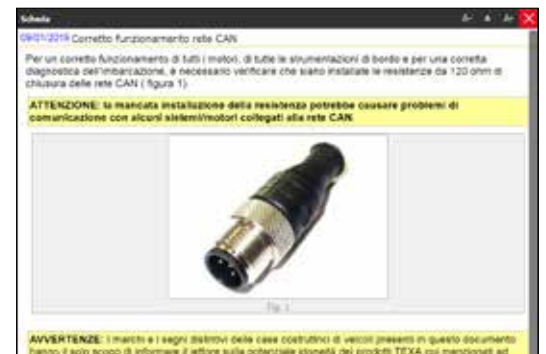 Scheda
A- A A+
09/01/2019 Corretto funzionamento rete CAN
Per un corretto funzionamento di tutti i motori, di tutte le strumentazioni di bordo e per una corretta
diagnostica dell'imbarcazione, è necessario verificare che siano installate le resistenze da 120 ohm di
chiusura delle rete CAN ( figura 1).
ATTENZIONE: la mancata installazione della resistenza potrebbe causare problemi di
comunicazione con alcuni sistemi/motori collegati alla rete CAN.
Fig. 1
AVVERTENZE: I marchi e i segni distintivi delle case costruttrici di veicoli presenti in questo documento
hanno il solo scopo di informare il lettore sulla potenziale idoneità dei prodotti TEXA qui menzionati ad